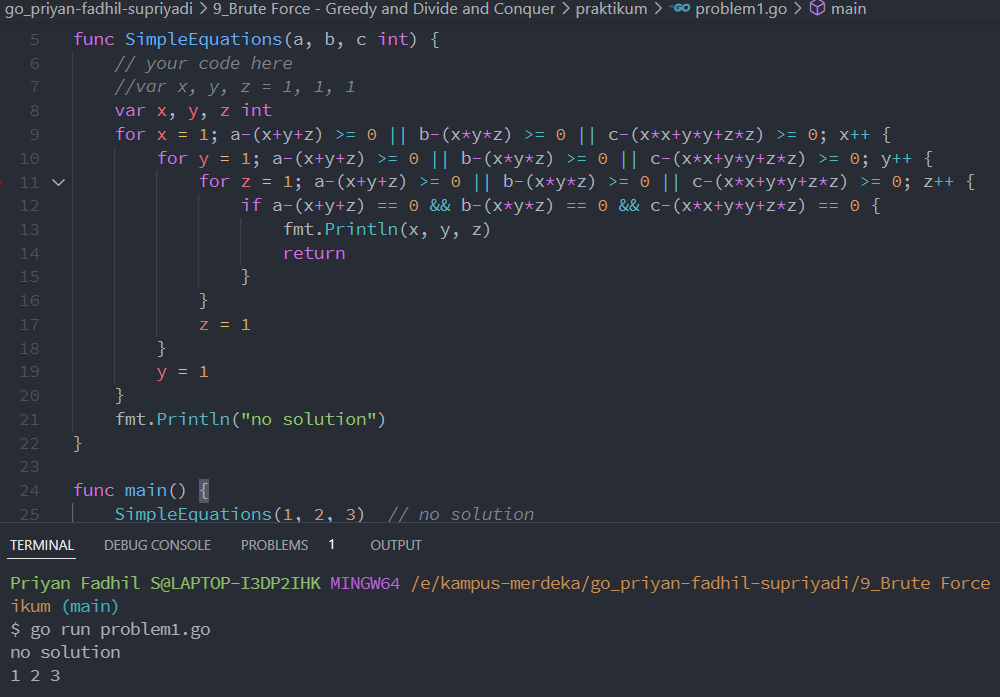 go_priyan-fadhil-supriyadi > 9_Brute Force - Greedy and Divide and Conquer > praktikum > GO problem1.go > main
5 func SimpleEquations(a, b, c int) {
6 // your code here
7 //var x, y, z = 1, 1, 1
8 var x, y, z int
9 for x = 1; a-(x+y+z) >= 0 || b-(x*y*z) >= 0 || c-(x*x+y*y+z*z) >= 0; x++ {
10 for y = 1; a-(x+y+z) >= 0 || b-(x*y*z) >= 0 || c-(x*x+y*y+z*z) >= 0; y++ {
11 for z = 1; a-(x+y+z) >= 0 || b-(x*y*z) >= 0 || c-(x*x+y*y+z*z) >= 0; z++ {
12 if a-(x+y+z) == 0 && b-(x*y*z) == 0 && c-(x*x+y*y+z*z) == 0 {
13 fmt.Println(x, y, z)
14 return
15 }
16 }
17 z = 1
18 }
19 y = 1
20 }
21 fmt.Println("no solution")
22 }
23
24 func main() {
25 SimpleEquations(1, 2, 3) // no solution
TERMINAL DEBUG CONSOLE PROBLEMS 1 OUTPUT
Priyan Fadhil S@LAPTOP-I3DP2IHK MINGW64 /e/kampus-merdeka/go_priyan-fadhil-supriyadi/9_Brute Force
ikum (main)
$ go run problem1.go
no solution
1 2 3